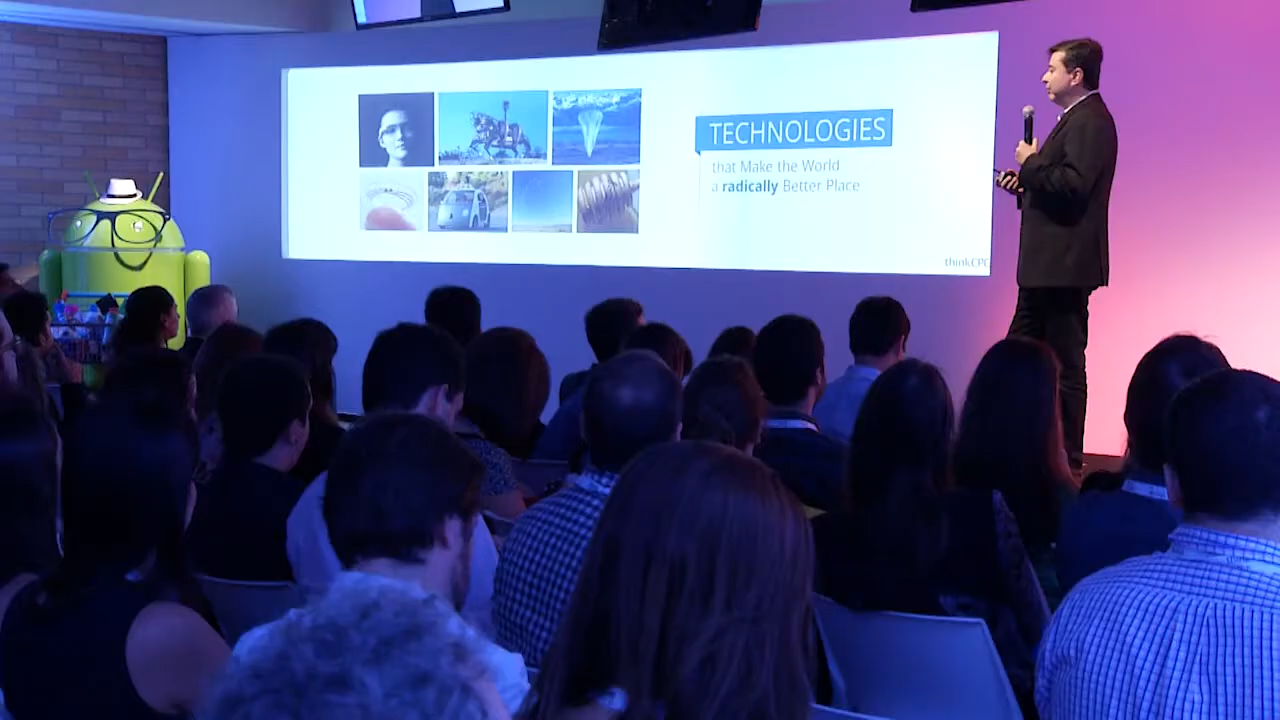 TECHNOLOGIES
that Make the World
a radically Better Place
thinkCPG